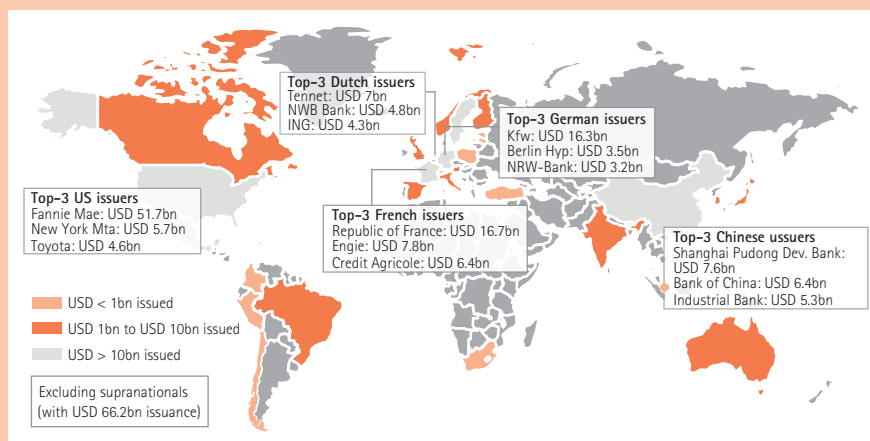 Top-3 Dutch issuers
Tennet: USD 7bn
NWB Bank: USD 4.8bn
ING: USD 4.3bn
Top-3 German issuers
Kfw: USD 16.3bn
Berlin Hyp: USD 3.5bn
NRW-Bank: USD 3.2bn
Top-3 US issuers
Fannie Mae: USD 51.7bn
New York Mta: USD 5.7bn
Toyota: USD 4.6bn
Top-3 French issuers
Republic of France: USD 16.7bn
Engie: USD 7.8bn
Credit Agricole: USD 6.4bn
Top-3 Chinese ussuers
Shanghai Pudong Dev. Bank:
USD 7.6bn
Bank of China: USD 6.4bn
Industrial Bank: USD 5.3bn
USD < 1bn issued
USD 1bn to USD 10bn issued
USD > 10bn issued
Excluding supranationals
(with USD 66.2bn issuance)